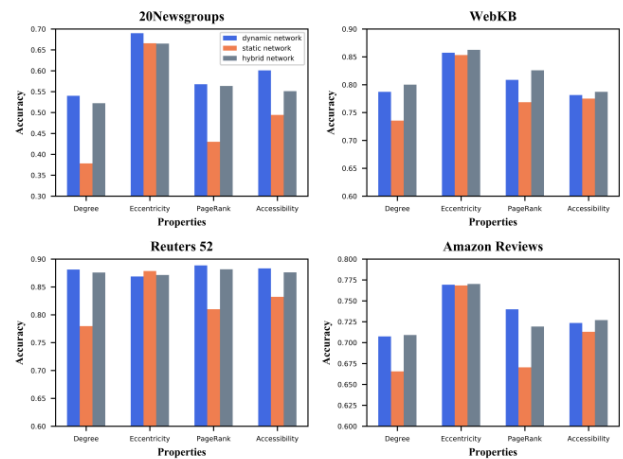 20Newsgroups
0.70
0.65
0.60
0.55
0.50
0.45
0.40
0.35
0.30
Accuracy
dynamic network
static network
hybrid network
Degree Eccentricity PageRank Accessibility
Properties
WebKB
0.90
0.85
0.80
0.75
0.70
0.65
0.60
Accuracy
Degree Eccentricity PageRank Accessibility
Properties
Reuters 52
0.90
0.85
0.80
0.75
0.70
0.65
0.60
Accuracy
Degree Eccentricity PageRank Accessibility
Properties
Amazon Reviews
0.800
0.775
0.750
0.725
0.700
0.675
0.650
0.625
0.600
Accuracy
Degree Eccentricity PageRank Accessibility
Properties